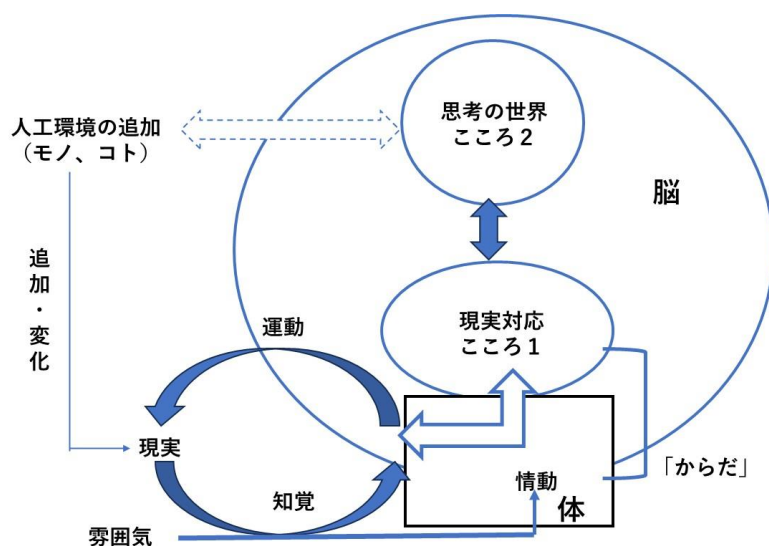 思考の世界
こころ２
人工環境の追加
（モノ、コト）
脳
追加・変化
現実対応
こころ１
運動
現実
「からだ」
知覚
情動
体
雰囲気